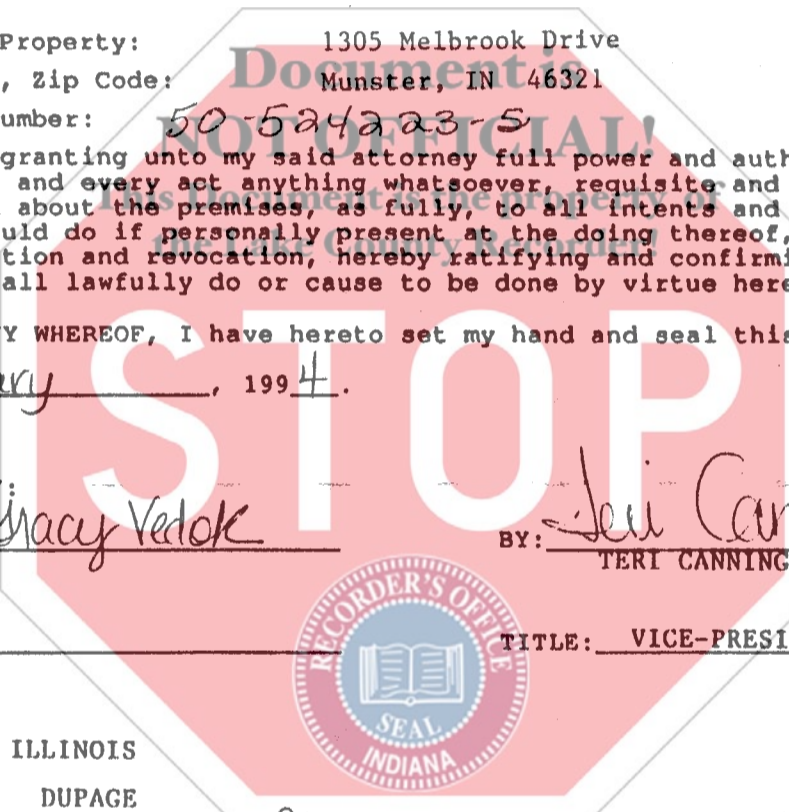 Property: 1305 Melbrook Drive
, Zip Code: Munster, IN 46321
umber: 50-524223-5
granting unto my said attorney full power and auth
and every act anything whatsoever, requisite and
about the premises, as fully, to all intents and
uld do if personally present at the doing thereof,
tion and revocation, hereby ratifying and confirmi
all lawfully do or cause to be done by virtue here
Y WHEREOF, I have hereto set my hand and seal this
ary, 1994.
Tracy Vedok
BY: Teri Can
TERI CANNING
TITLE: VICE-PRESI
ILLINOIS
DUPAGE
Document is
NOT OFFICIAL!
This Document is the property of
the Lake County Recorder!
STOP
RECORDER'S OFFICE
SEAL
INDIANA